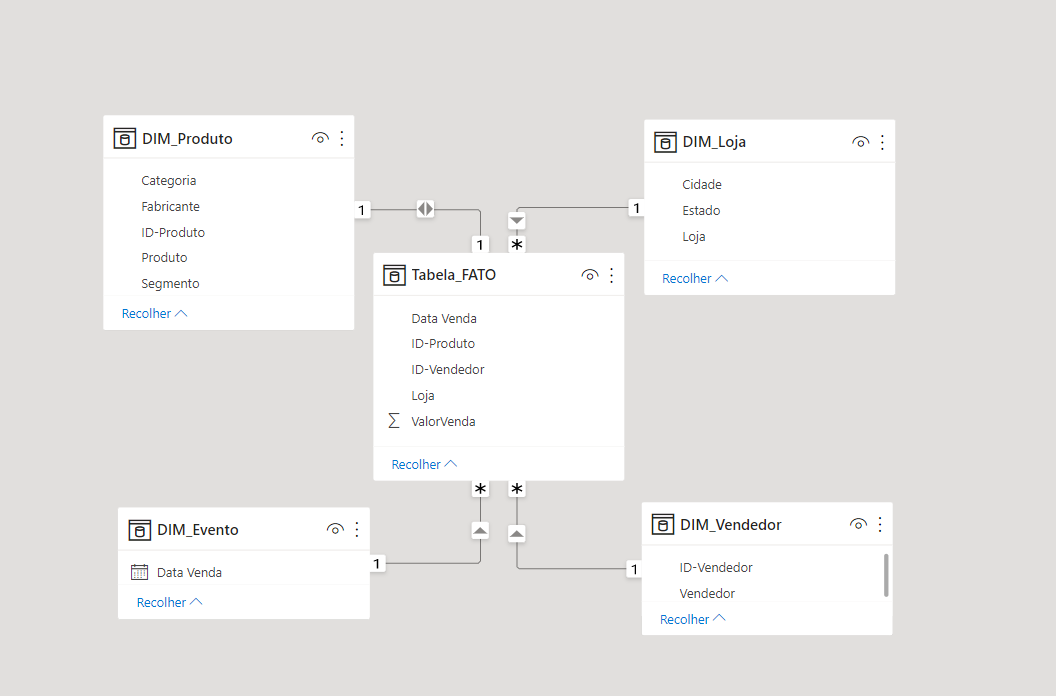 DIM_Produto
Categoria
Fabricante
ID-Produto
Produto
Segmento
Recolher
1
1
DIM_Loja
Cidade
Estado
Loja
Recolher
1
*
Tabela_FATO
Data Venda
ID-Produto
ID-Vendedor
Loja
∑ ValorVenda
Recolher
*
*
DIM_Evento
Data Venda
Recolher
1
DIM_Vendedor
ID-Vendedor
Vendedor
Recolher
1